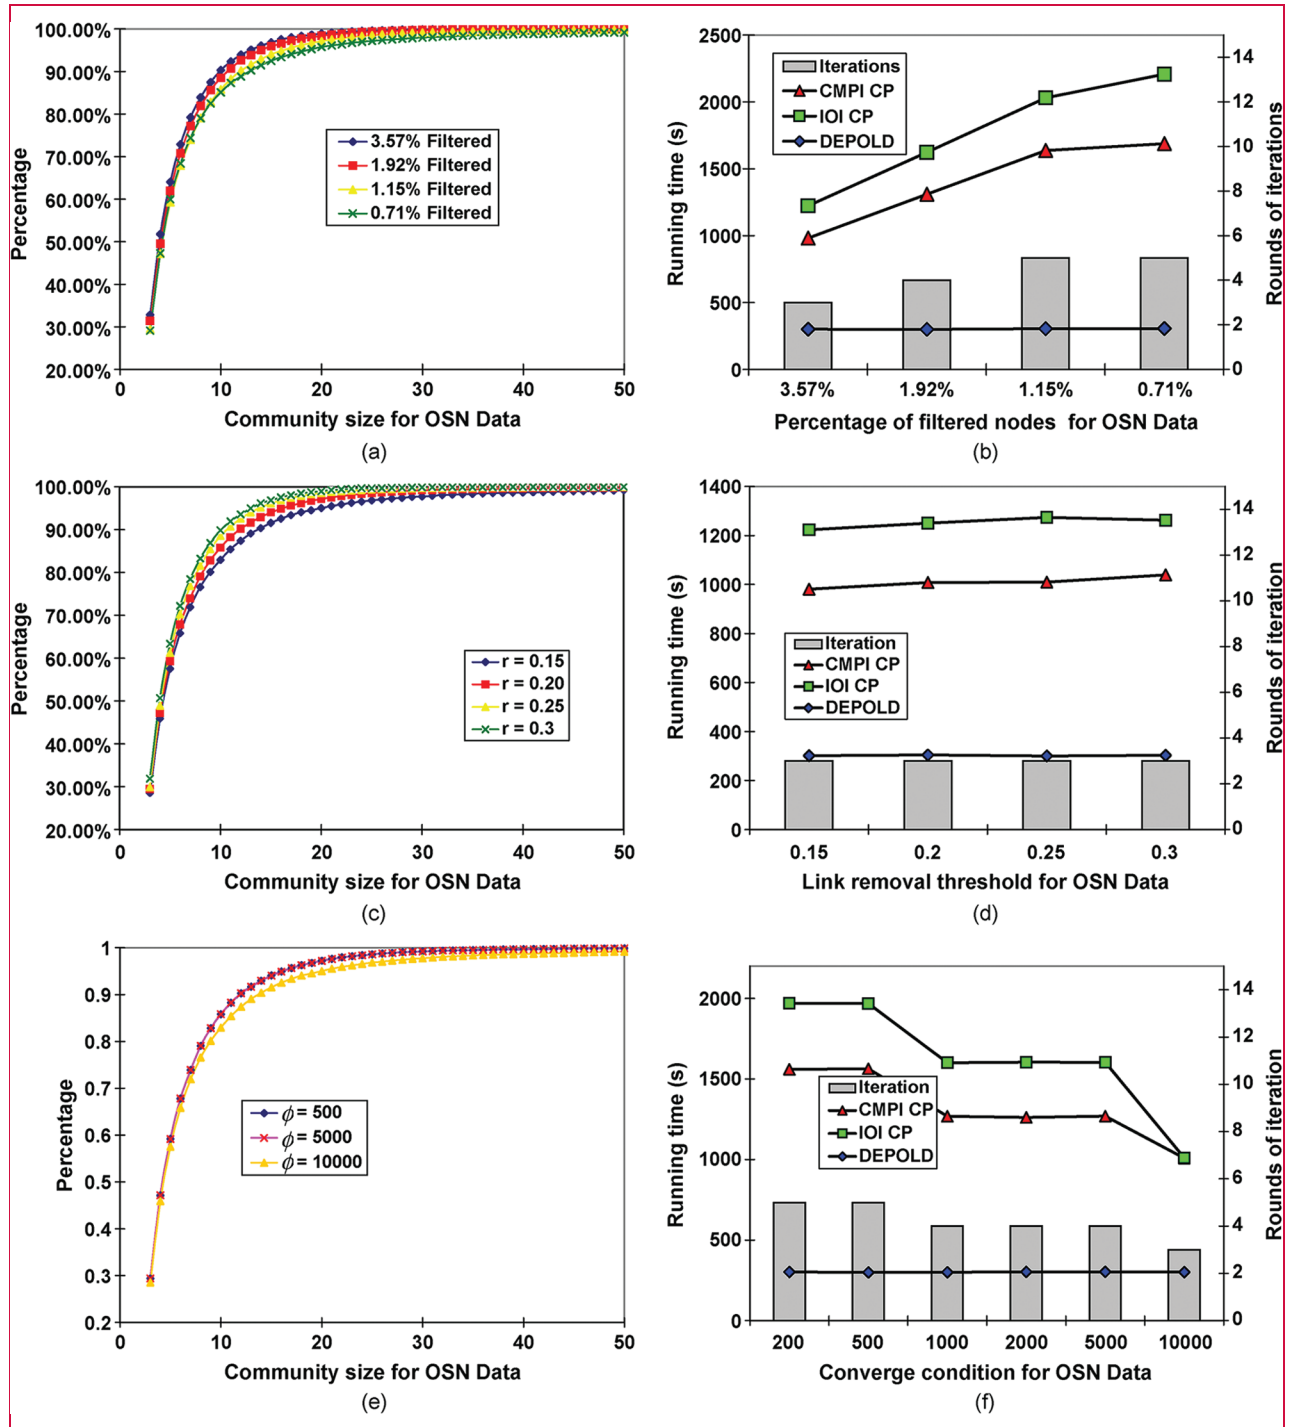 100.00%
90.00%
80.00%
70.00%
60.00%
50.00%
40.00%
30.00%
20.00%
Percentage
3.57% Filtered
1.92% Filtered
1.15% Filtered
0.71% Filtered
0 10 20 30 40 50
Community size for OSN Data
(a)
2500
2000
1500
1000
500
0
Running time (s)
Iterations
CMPI CP
IOI CP
DEPOLD
14
12
10
8
6
4
2
0
Rounds of iterations
3.57% 1.92% 1.15% 0.71%
Percentage of filtered nodes for OSN Data
(b)
100.00%
90.00%
80.00%
70.00%
60.00%
50.00%
40.00%
30.00%
20.00%
Percentage
r = 0.15
r = 0.20
r = 0.25
r = 0.3
0 10 20 30 40 50
Community size for OSN Data
(c)
1400
1200
1000
800
600
400
200
0
Running time (s)
Iteration
CMPI CP
IOI CP
DEPOLD
14
12
10
8
6
4
2
0
Rounds of iteration
0.15 0.2 0.25 0.3
Link removal threshold for OSN Data
(d)
1
0.9
0.8
0.7
0.6
0.5
0.4
0.3
0.2
Percentage
ϕ = 500
ϕ = 5000
ϕ = 10000
0 10 20 30 40 50
Community size for OSN Data
(e)
2000
1500
1000
500
0
Running time (s)
Iteration
CMPI CP
IOI CP
DEPOLD
14
12
10
8
6
4
2
0
Rounds of iteration
200 500 1000 2000 5000 10000
Converge condition for OSN Data
(f)